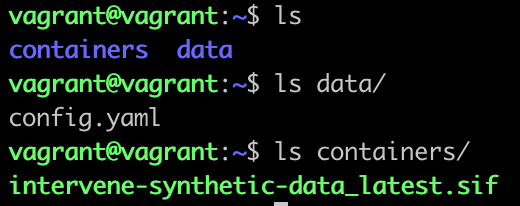 vagrant@vagrant:~$ ls
containers  data
vagrant@vagrant:~$ ls data/
config.yaml
vagrant@vagrant:~$ ls containers/
intervene-synthetic-data_latest.sif